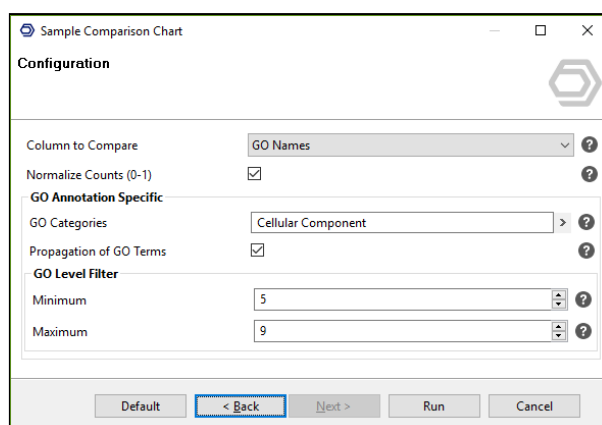 Sample Comparison Chart
Configuration
Column to Compare GO Names ?
Normalize Counts (0-1) ?
GO Annotation Specific
GO Categories Cellular Component > ?
Propagation of GO Terms ?
GO Level Filter
Minimum 5 ?
Maximum 9 ?
Default < Back Next > Run Cancel